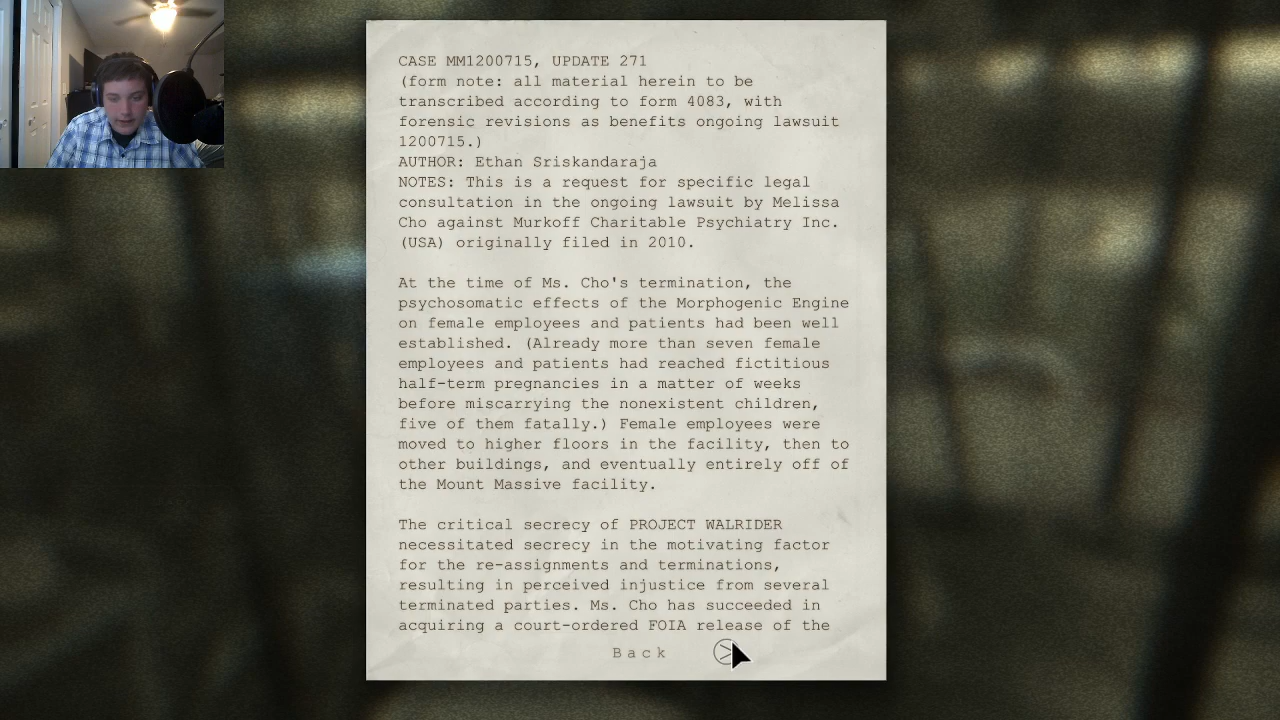 CASE MM1200715, UPDATE 271
(form note: all material herein to be
transcribed according to form 4083, with
forensic revisions as benefits ongoing lawsuit
1200715.)
AUTHOR: Ethan Sriskandaraja
NOTES: This is a request for specific legal
consultation in the ongoing lawsuit by Melissa
Cho against Murkoff Charitable Psychiatry Inc.
(USA) originally filed in 2010.
At the time of Ms. Cho's termination, the
psychosomatic effects of the Morphogenic Engine
on female employees and patients had been well
established. (Already more than seven female
employees and patients had reached fictitious
half-term pregnancies in a matter of weeks
before miscarrying the nonexistent children,
five of them fatally.) Female employees were
moved to higher floors in the facility, then to
other buildings, and eventually entirely off of
the Mount Massive facility.
The critical secrecy of PROJECT WALRIDER
necessitated secrecy in the motivating factor
for the re-assignments and terminations,
resulting in perceived injustice from several
terminated parties. Ms. Cho has succeeded in
acquiring a court-ordered FOIA release of the
Back >